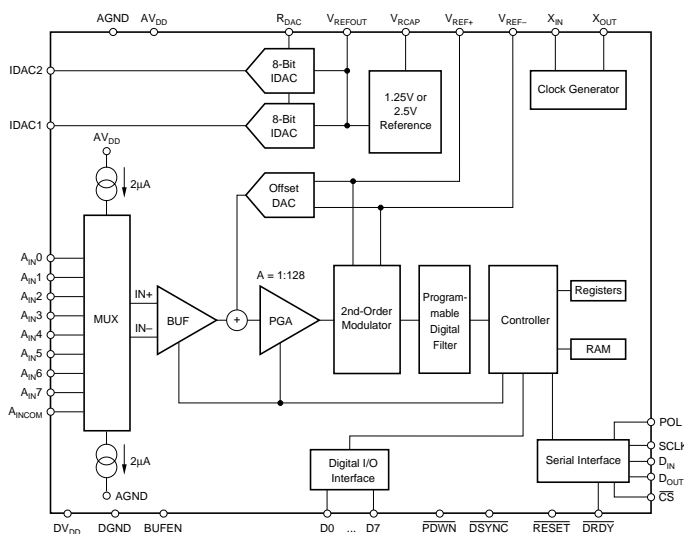 AGND AVDD RDAC VREFOUT VRCAP VREF+ VREF– XIN XOUT
IDAC2
8-Bit
IDAC
IDAC1
8-Bit
IDAC
1.25V or
2.5V
Reference
Clock Generator
AVDD
2μA
Offset
DAC
AIN0
AIN1
AIN2
AIN3
AIN4
AIN5
AIN6
AIN7
AINCOM
MUX
IN+
IN–
BUF
+
A = 1:128
PGA
2nd-Order
Modulator
Program-
mable
Digital
Filter
Controller
Registers
RAM
2μA
AGND
Digital I/O
Interface
Serial Interface
POL
SCLK
DIN
DOUT
CS
DVDD DGND BUFEN D0 ... D7 PDWN DSYNC RESET DRDY